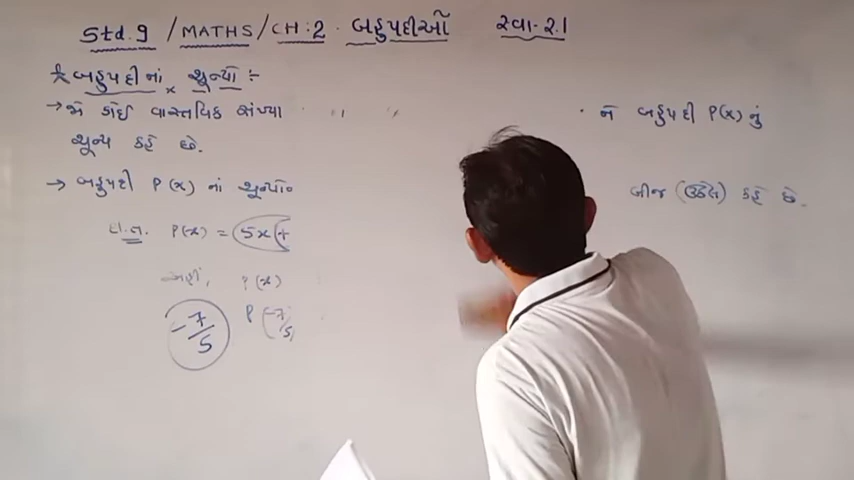 Std. 9 / MATHS / CH: 2. બહુપદીઓ સ્વા-2.1
* બહુપદીનાં શૂન્યો :-
→ જો કોઈ વાસ્તવિક સંખ્યા ને બહુપદી P(x) નું
શૂન્ય કહે છે.
→ બહુપદી P(x) નાં શૂન્યો બીજ (ઉકેલ) કહે છે.
દા.ત. P(x) = 5x +
અહીં, P(x)
-7/5 P(-7/5